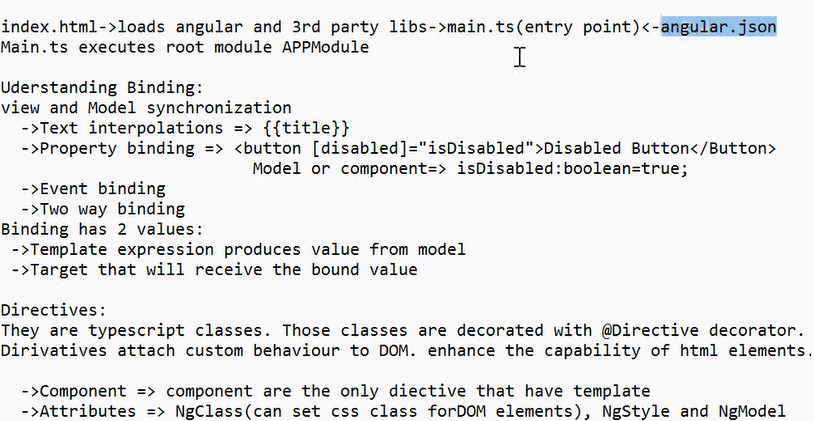 index.html->loads angular and 3rd party libs->main.ts(entry point)<-angular.json
Main.ts executes root module APPModule
Uderstanding Binding:
view and Model synchronization
->Text interpolations => {{title}}
->Property binding => <button [disabled]="isDisabled">Disabled Button</Button>
Model or component=> isDisabled:boolean=true;
->Event binding
->Two way binding
Binding has 2 values:
->Template expression produces value from model
->Target that will receive the bound value
Directives:
They are typescript classes. Those classes are decorated with @Directive decorator.
Dirivatives attach custom behaviour to DOM. enhance the capability of html elements.
->Component => component are the only diective that have template
->Attributes => NgClass(can set css class forDOM elements), NgStyle and NgModel